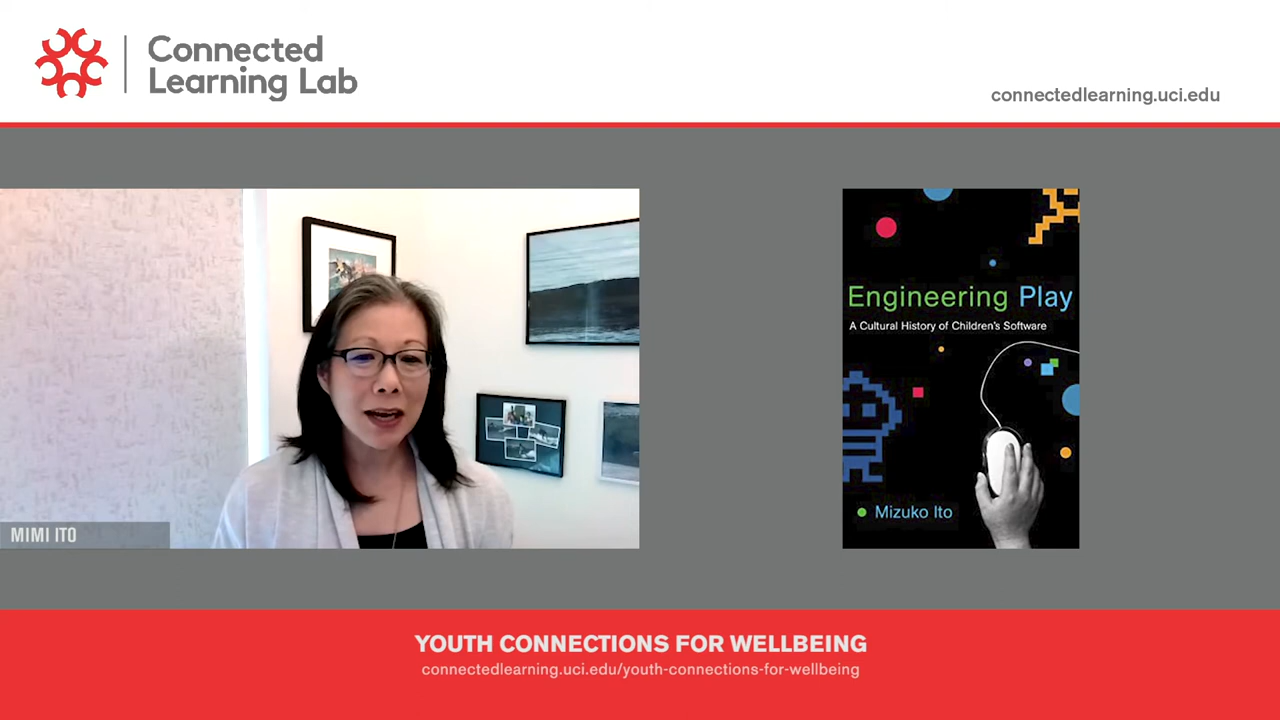 Connected
Learning Lab
connectedlearning.uci.edu
Engineering Play
A Cultural History of Children's Software
Mizuko Ito
MIMI ITO
YOUTH CONNECTIONS FOR WELLBEING
connectedlearning.uci.edu/youth-connections-for-wellbeing